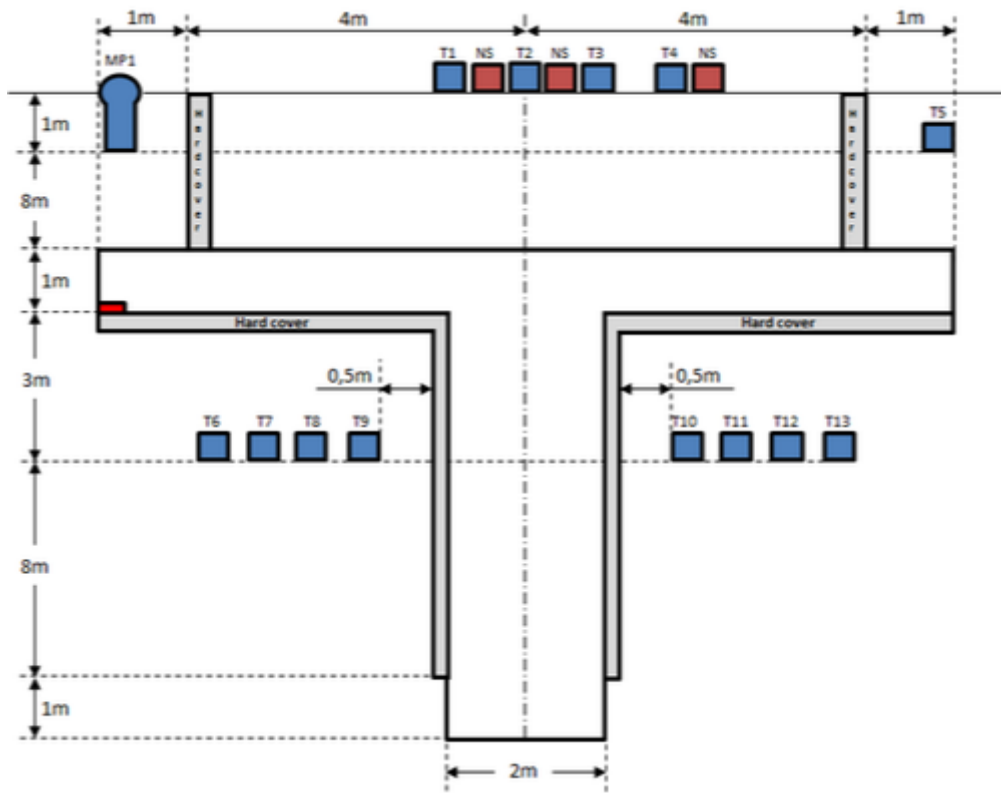 1m 4m 4m 1m
MP1 T1 NS T2 NS T3 T4 NS
1m Hardcover Hardcover T5
8m
1m
Hard cover Hard cover
3m 0,5m 0,5m
T6 T7 T8 T9 T10 T11 T12 T13
8m
1m
2m